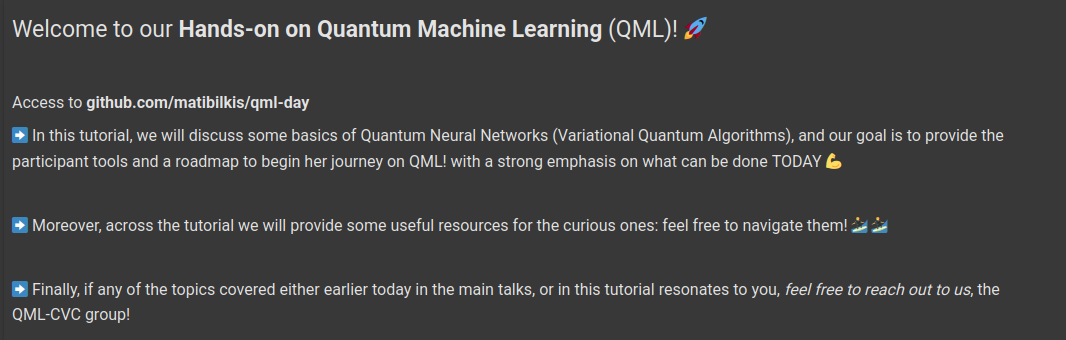 Welcome to our Hands-on on Quantum Machine Learning (QML)! 🚀
Access to github.com/matibilkis/qml-day
➡️ In this tutorial, we will discuss some basics of Quantum Neural Networks (Variational Quantum Algorithms), and our goal is to provide the
participant tools and a roadmap to begin her journey on QML! with a strong emphasis on what can be done TODAY 💪
➡️ Moreover, across the tutorial we will provide some useful resources for the curious ones: feel free to navigate them! 🏄🏄
➡️ Finally, if any of the topics covered either earlier today in the main talks, or in this tutorial resonates to you, feel free to reach out to us, the
QML-CVC group!